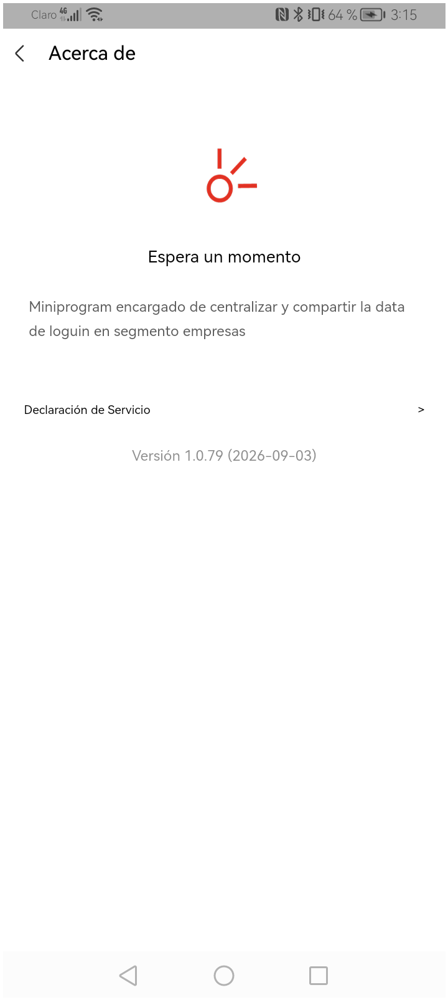 Claro 4G 64 % 3:15
Acerca de
Espera un momento
Miniprogram encargado de centralizar y compartir la data
de loguin en segmento empresas
Declaración de Servicio >
Versión 1.0.79 (2026-09-03)